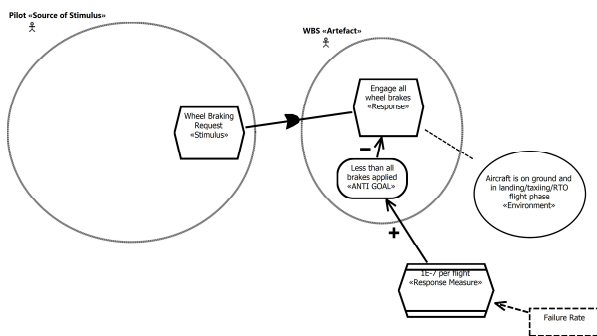 Pilot «Source of Stimulus»
WBS «Artefact»
Engage all
wheel brakes
«Response»
Wheel Braking
Request
«Stimulus»
−
Less than all
brakes applied
«ANTI GOAL»
Aircraft is on ground and
in landing/taxiing/RTO
flight phase
«Environment»
+
1E-7 per flight
«Response Measure»
Failure Rate